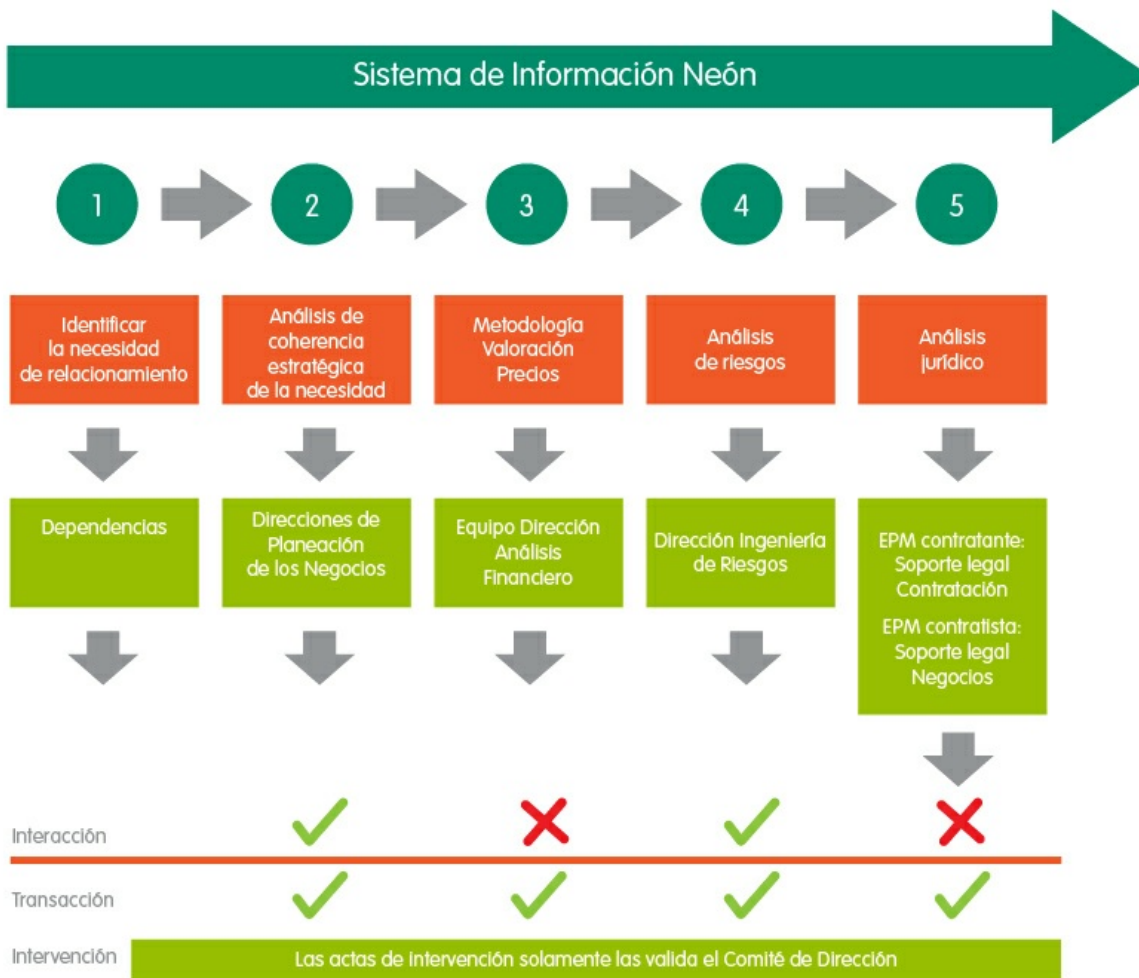 Sistema de Información Neón
1
2
3
4
5
Identificar
la necesidad
de relacionamiento
Análisis de
coherencia
estratégica
de la necesidad
Metodología
Valoración
Precios
Análisis
de riesgos
Análisis
jurídico
Dependencias
Direcciones de
Planeación
de los Negocios
Equipo Dirección
Análisis
Financiero
Dirección Ingeniería
de Riesgos
EPM contratante:
Soporte legal
Contratación
EPM contratista:
Soporte legal
Negocios
Interacción
Transacción
Intervención
Las actas de intervención solamente las valida el Comité de Dirección